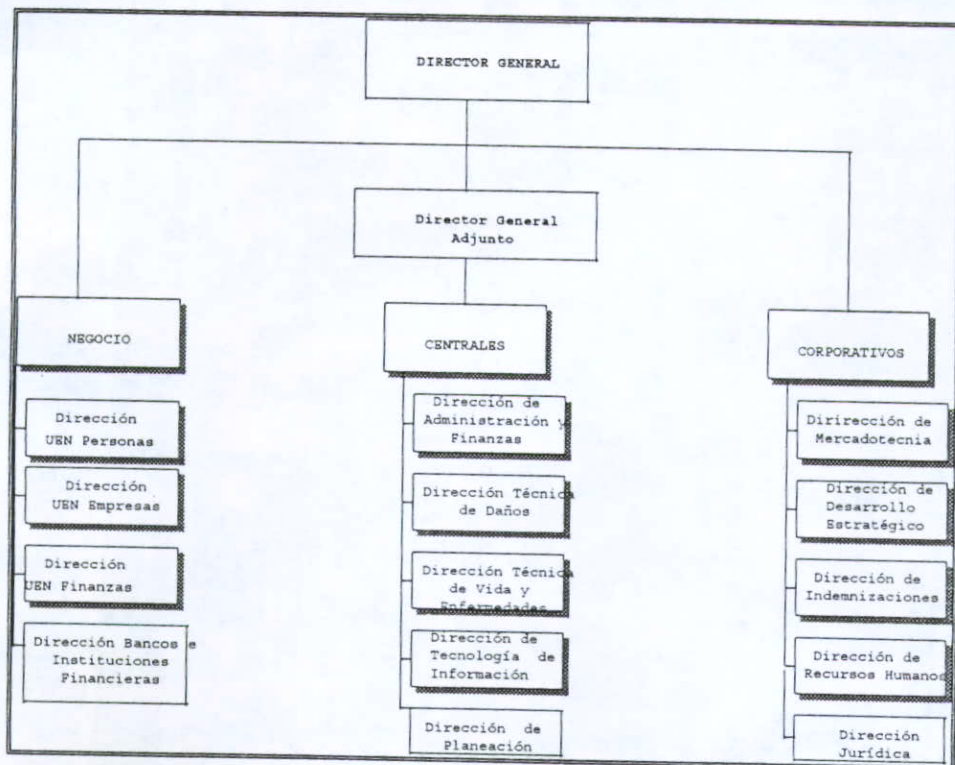 DIRECTOR GENERAL
Director General
Adjunto
NEGOCIO
Dirección
UEN Personas
Dirección
UEN Empresas
Dirección
UEN Finanzas
Dirección Bancos e
Instituciones
Financieras
CENTRALES
Dirección de
Administración y
Finanzas
Dirección Técnica
de Daños
Dirección Técnica
de Vida y
Enfermedades
Dirección de
Tecnología de
Información
Dirección de
Planeación
CORPORATIVOS
Dirirección de
Mercadotecnia
Dirección de
Desarrollo
Estratégico
Dirección de
Indemnizaciones
Dirección de
Recursos Humanos
Dirección
Jurídica